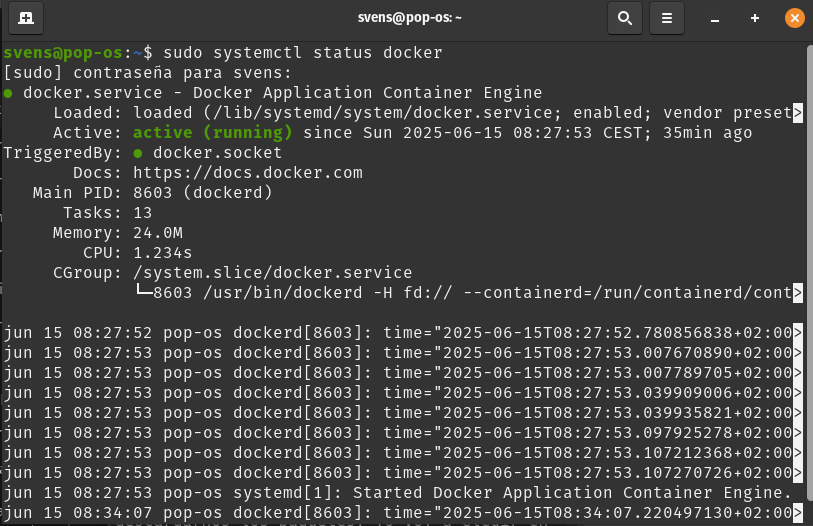 svens@pop-os: ~
svens@pop-os:~$ sudo systemctl status docker
[sudo] contraseña para svens:
● docker.service - Docker Application Container Engine
     Loaded: loaded (/lib/systemd/system/docker.service; enabled; vendor preset>
     Active: active (running) since Sun 2025-06-15 08:27:53 CEST; 35min ago
TriggeredBy: ● docker.socket
       Docs: https://docs.docker.com
   Main PID: 8603 (dockerd)
      Tasks: 13
     Memory: 24.0M
        CPU: 1.234s
     CGroup: /system.slice/docker.service
             └─8603 /usr/bin/dockerd -H fd:// --containerd=/run/containerd/cont>
jun 15 08:27:52 pop-os dockerd[8603]: time="2025-06-15T08:27:52.780856838+02:00>
jun 15 08:27:53 pop-os dockerd[8603]: time="2025-06-15T08:27:53.007670890+02:00>
jun 15 08:27:53 pop-os dockerd[8603]: time="2025-06-15T08:27:53.007789705+02:00>
jun 15 08:27:53 pop-os dockerd[8603]: time="2025-06-15T08:27:53.039909006+02:00>
jun 15 08:27:53 pop-os dockerd[8603]: time="2025-06-15T08:27:53.039935821+02:00>
jun 15 08:27:53 pop-os dockerd[8603]: time="2025-06-15T08:27:53.097925278+02:00>
jun 15 08:27:53 pop-os dockerd[8603]: time="2025-06-15T08:27:53.107212368+02:00>
jun 15 08:27:53 pop-os dockerd[8603]: time="2025-06-15T08:27:53.107270726+02:00>
jun 15 08:27:53 pop-os systemd[1]: Started Docker Application Container Engine.
jun 15 08:34:07 pop-os dockerd[8603]: time="2025-06-15T08:34:07.220497130+02:00>